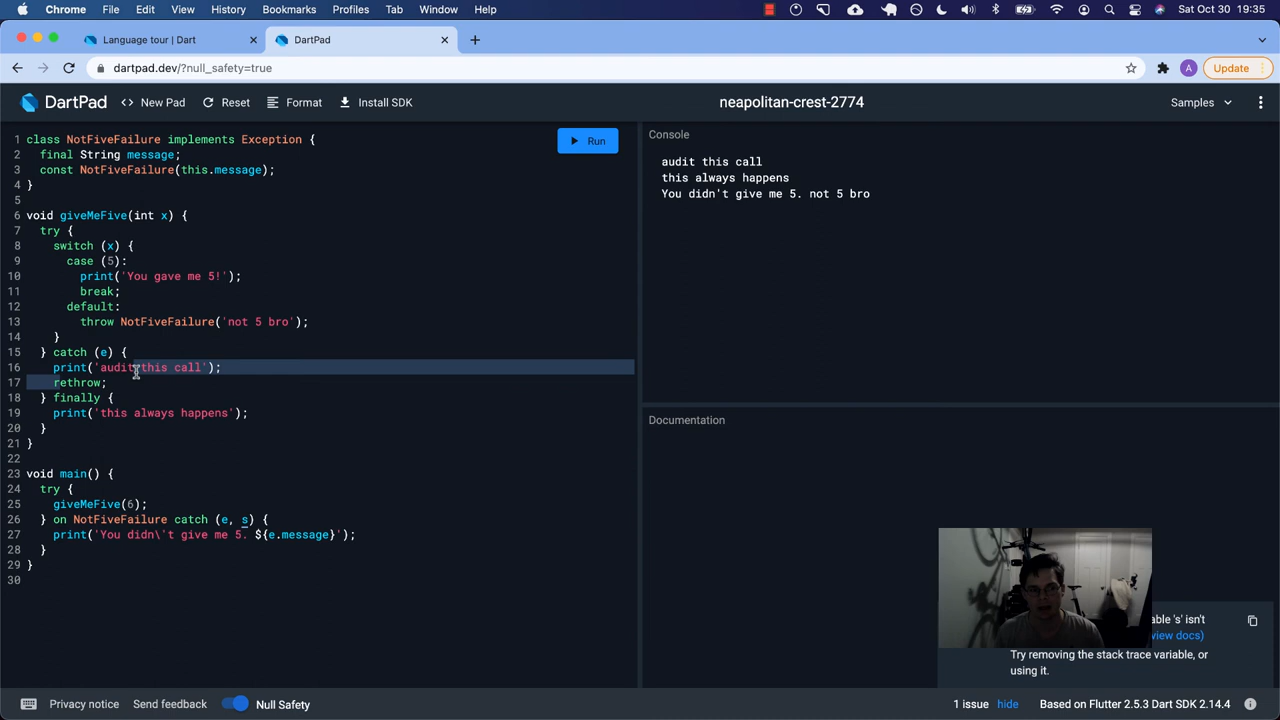 Chrome File Edit View History Bookmarks Profiles Tab Window Help Sat Oct 30 19:35
Language tour | Dart DartPad
dartpad.dev/?null_safety=true A Update
DartPad New Pad Reset Format Install SDK neapolitan-crest-2774 Samples
Run
1 class NotFiveFailure implements Exception {
2 final String message;
3 const NotFiveFailure(this.message);
4 }
5
6 void giveMeFive(int x) {
7 try {
8 switch (x) {
9 case (5):
10 print('You gave me 5!');
11 break;
12 default:
13 throw NotFiveFailure('not 5 bro');
14 }
15 } catch (e) {
16 print('audit this call');
17 rethrow;
18 } finally {
19 print('this always happens');
20 }
21 }
22
23 void main() {
24 try {
25 giveMeFive(6);
26 } on NotFiveFailure catch (e, s) {
27 print('You didn\'t give me 5. ${e.message}');
28 }
29 }
30
Console
audit this call
this always happens
You didn't give me 5. not 5 bro
Documentation
's' isn't
docs)
Try removing the stack trace variable, or
using it.
Privacy notice Send feedback Null Safety 1 issue hide Based on Flutter 2.5.3 Dart SDK 2.14.4